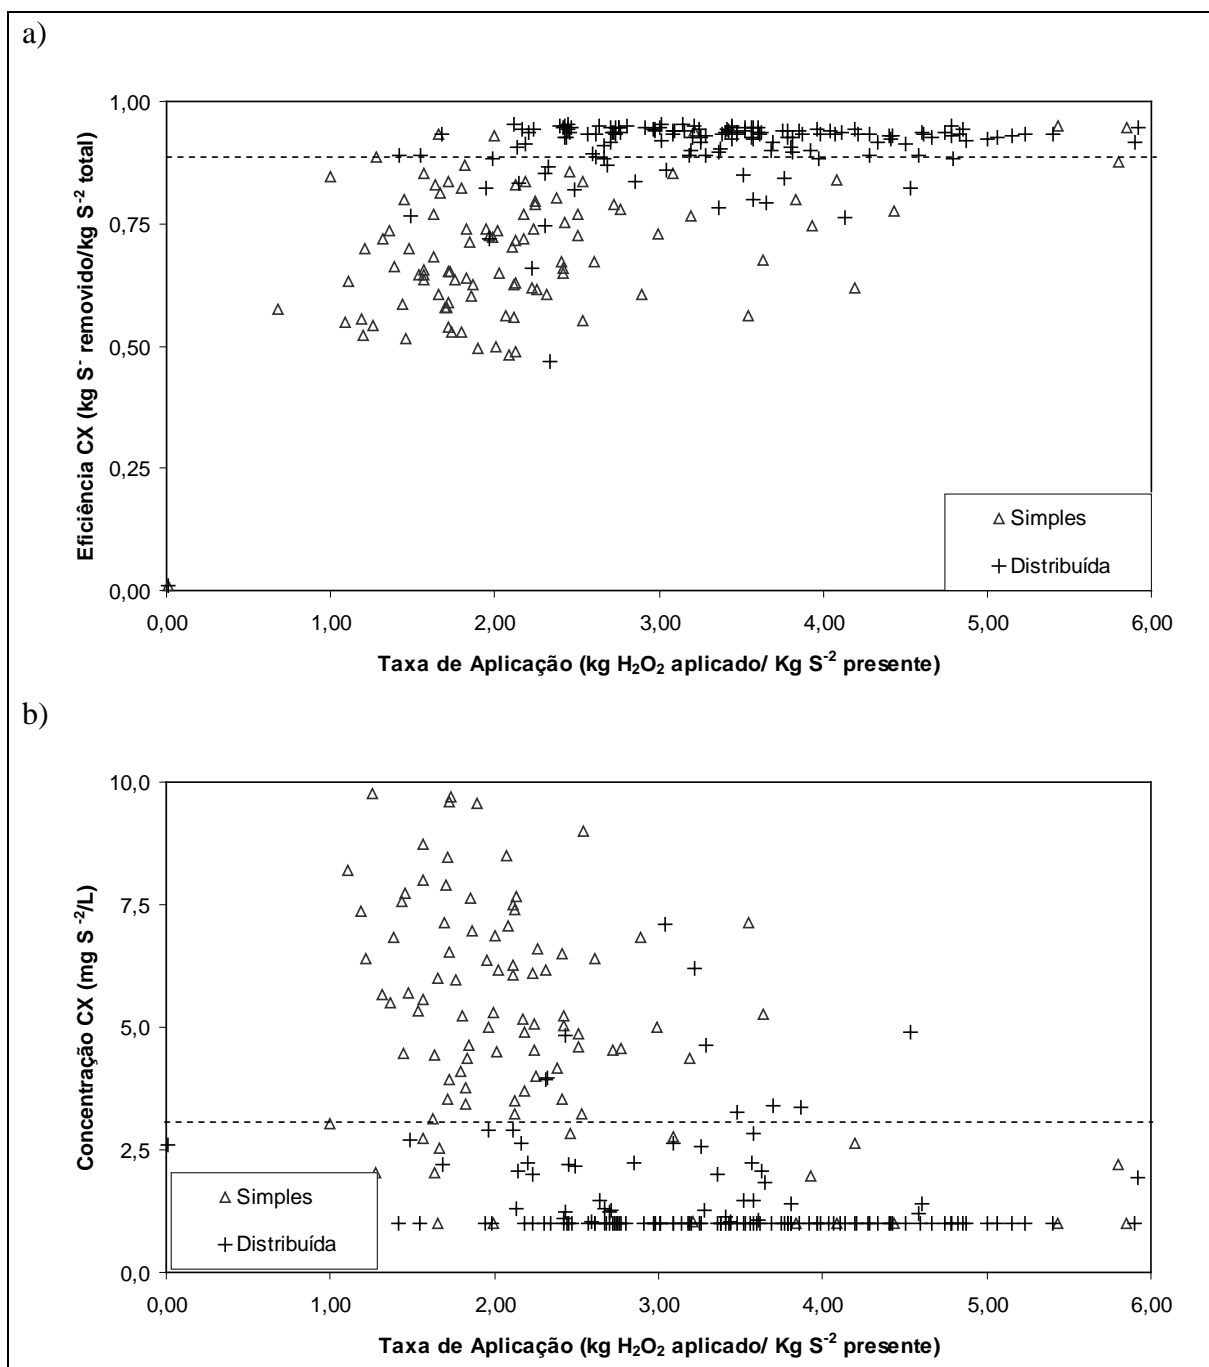 a)
1,00
0,75
0,50
0,25
0,00
Eficiência CX (kg S⁻ removido/kg S⁻² total)
△ Simples
+ Distribuída
0,00 1,00 2,00 3,00 4,00 5,00 6,00
Taxa de Aplicação (kg H₂O₂ aplicado/ Kg S⁻² presente)
b)
10,0
7,5
5,0
2,5
0,0
Concentração CX (mg S⁻²/L)
△ Simples
+ Distribuída
0,00 1,00 2,00 3,00 4,00 5,00 6,00
Taxa de Aplicação (kg H₂O₂ aplicado/ Kg S⁻² presente)